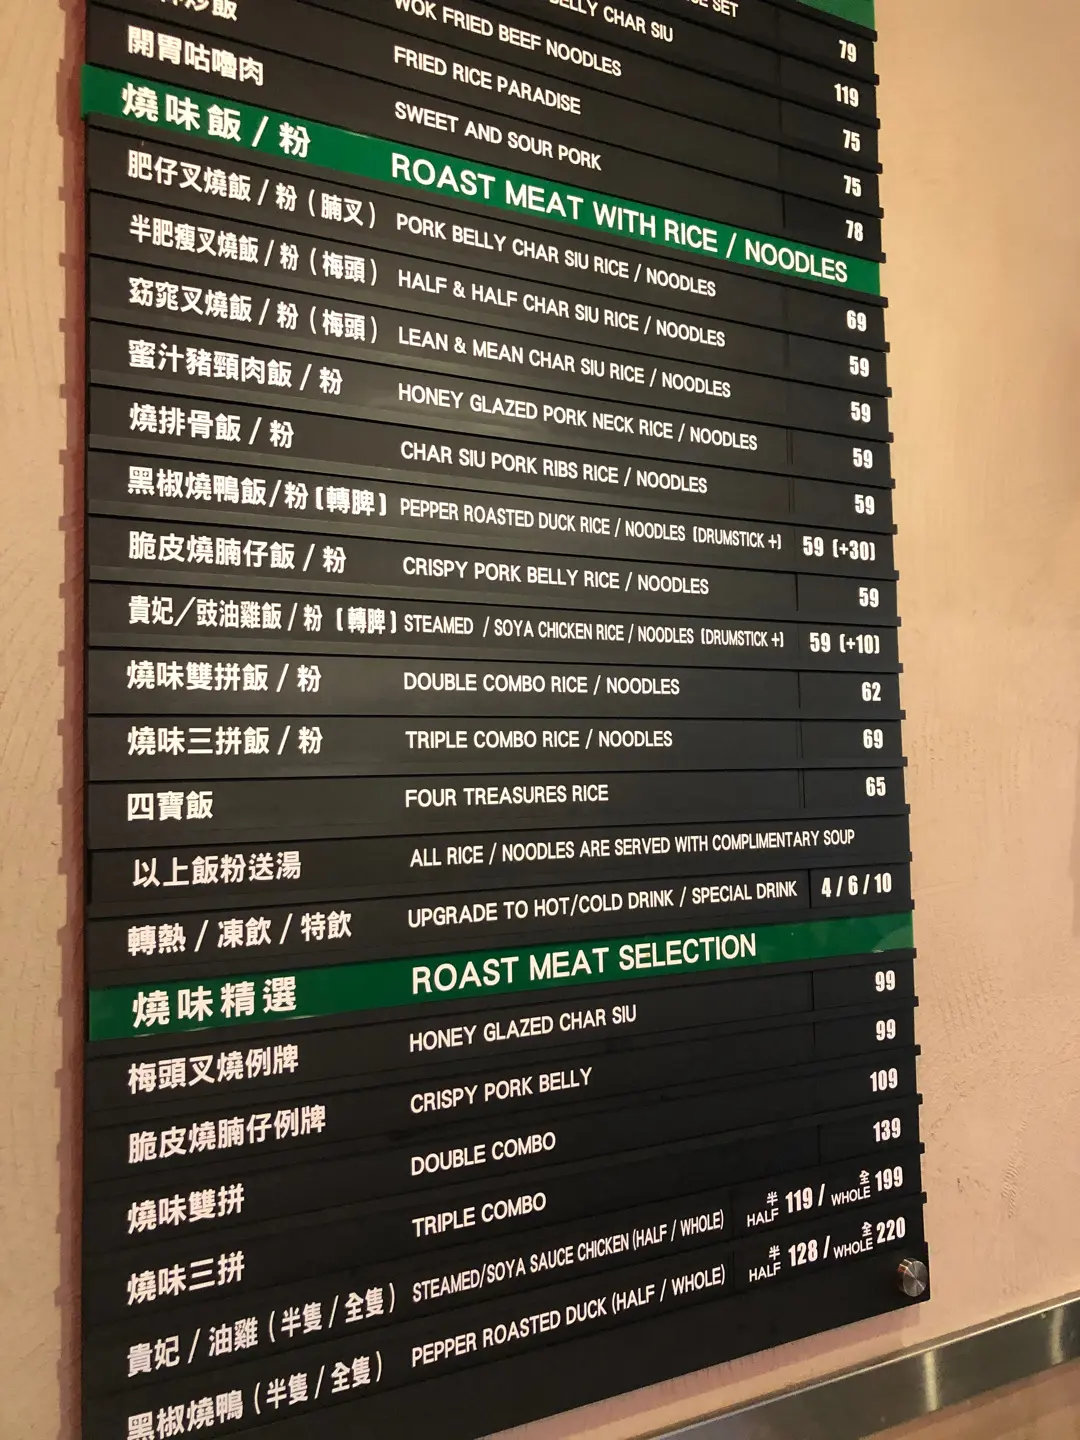 SET
BELLY CHAR SIU 79
炒飯 WOK FRIED BEEF NOODLES 119
開胃咕嚕肉 FRIED RICE PARADISE 75
SWEET AND SOUR PORK 75
78
燒味飯 / 粉 ROAST MEAT WITH RICE / NOODLES
肥仔叉燒飯 / 粉 (腩叉) PORK BELLY CHAR SIU RICE / NOODLES 69
半肥瘦叉燒飯 / 粉 (梅頭) HALF & HALF CHAR SIU RICE / NOODLES 59
窈窕叉燒飯 / 粉 (梅頭) LEAN & MEAN CHAR SIU RICE / NOODLES 59
蜜汁豬頸肉飯 / 粉 HONEY GLAZED PORK NECK RICE / NOODLES 59
燒排骨飯 / 粉 CHAR SIU PORK RIBS RICE / NOODLES 59
黑椒燒鴨飯/粉 [轉脾] PEPPER ROASTED DUCK RICE / NOODLES [DRUMSTICK +] 59 [+30]
脆皮燒腩仔飯 / 粉 CRISPY PORK BELLY RICE / NOODLES 59
貴妃/豉油雞飯 / 粉 [轉脾] STEAMED / SOYA CHICKEN RICE / NOODLES [DRUMSTICK +] 59 [+10]
燒味雙拼飯 / 粉 DOUBLE COMBO RICE / NOODLES 62
燒味三拼飯 / 粉 TRIPLE COMBO RICE / NOODLES 69
四寶飯 FOUR TREASURES RICE 65
以上飯粉送湯 ALL RICE / NOODLES ARE SERVED WITH COMPLIMENTARY SOUP
轉熱 / 凍飲 / 特飲 UPGRADE TO HOT/COLD DRINK / SPECIAL DRINK 4 / 6 / 10
燒味精選 ROAST MEAT SELECTION
梅頭叉燒例牌 HONEY GLAZED CHAR SIU 99
脆皮燒腩仔例牌 CRISPY PORK BELLY 99
燒味雙拼 DOUBLE COMBO 109
燒味三拼 TRIPLE COMBO 139
貴妃 / 油雞 (半隻 / 全隻) STEAMED/SOYA SAUCE CHICKEN (HALF / WHOLE) 半 HALF 119 / 全 WHOLE 199
黑椒燒鴨 (半隻 / 全隻) PEPPER ROASTED DUCK (HALF / WHOLE) 半 HALF 128 / 全 WHOLE 220